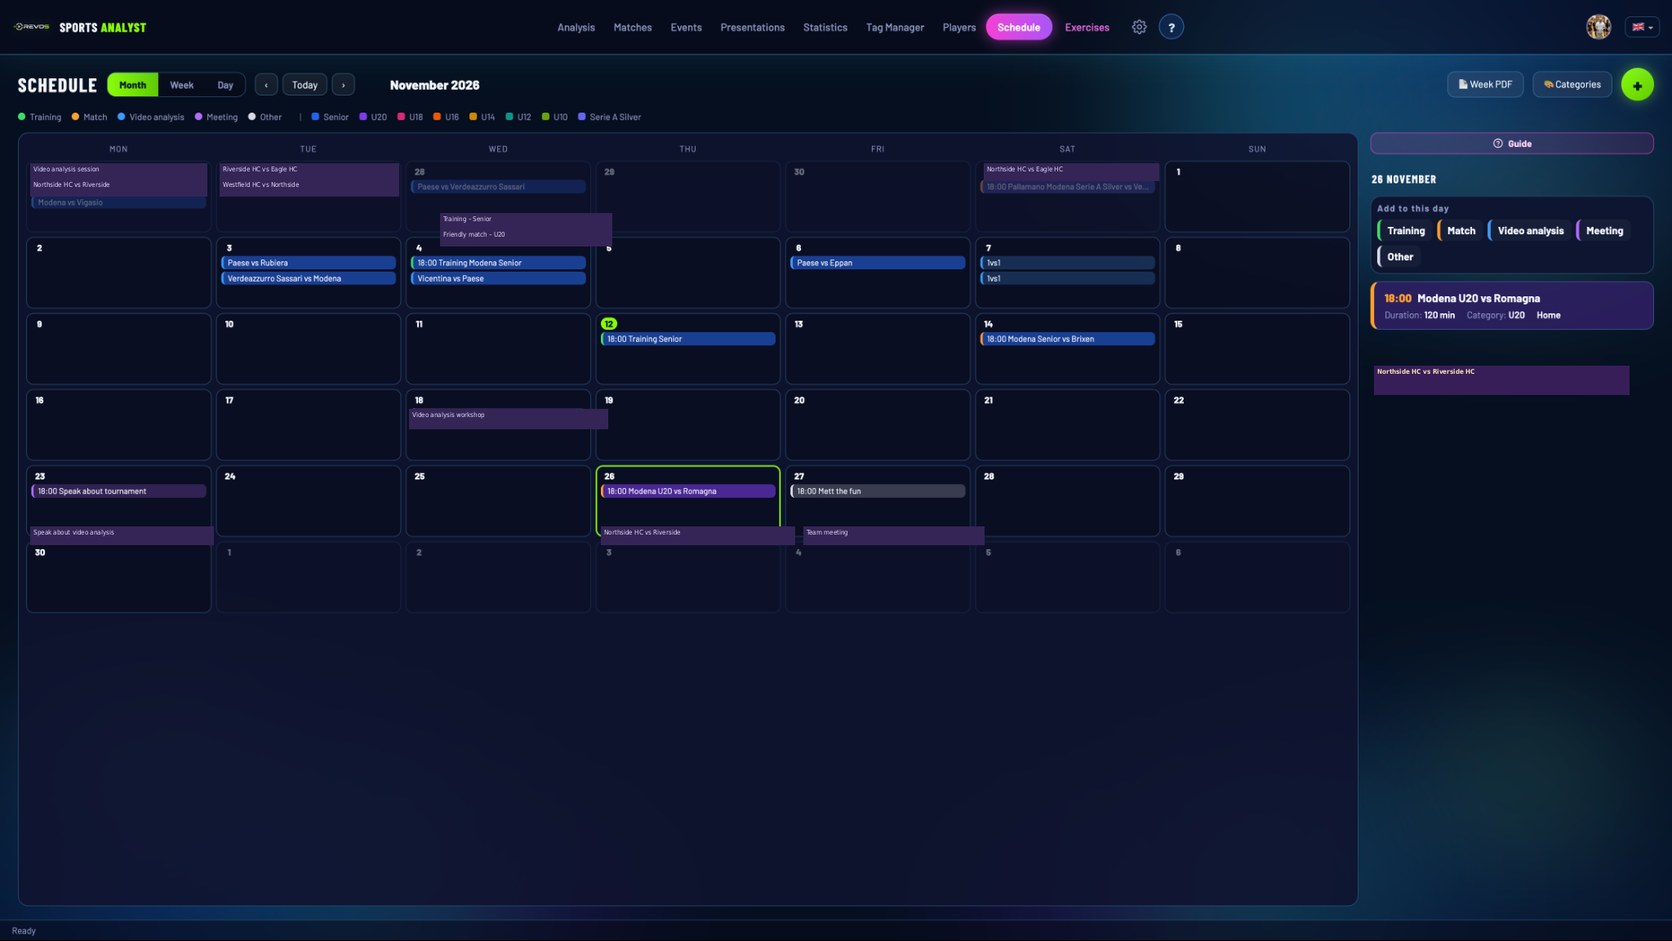 REVOS SPORTS ANALYST
Analysis Matches Events Presentations Statistics Tag Manager Players Schedule Exercises ?
SCHEDULE Month Week Day ‹ Today › November 2026 Week PDF Categories +
Training Match Video analysis Meeting Other | Senior U20 U18 U16 U14 U12 U10 Serie A Silver
Guide
MON TUE WED THU FRI SAT SUN
Video analysis session
Northside HC vs Riverside
Modena vs Vigasio
Riverside HC vs Eagle HC
Westfield HC vs Northside
28
Paese vs Verdeazzurro Sassari
Training - Senior
Friendly match - U20
29
30
Northside HC vs Eagle HC
18:00 Pallamano Modena Serie A Silver vs Ve...
1
2
3
Paese vs Rubiera
Verdeazzurro Sassari vs Modena
4
18:00 Training Modena Senior
Vicentina vs Paese
5
6
Paese vs Eppan
7
1vs1
1vs1
8
9
10
11
12
18:00 Training Senior
13
14
18:00 Modena Senior vs Brixen
15
16
17
18
Video analysis workshop
19
20
21
22
23
18:00 Speak about tournament
Speak about video analysis
24
25
26
18:00 Modena U20 vs Romagna
Northside HC vs Riverside
27
18:00 Mett the fun
Team meeting
28
29
30
1
2
3
4
5
6
26 NOVEMBER
Add to this day
Training Match Video analysis Meeting
Other
18:00 Modena U20 vs Romagna
Duration: 120 min Category: U20 Home
Northside HC vs Riverside HC
Ready